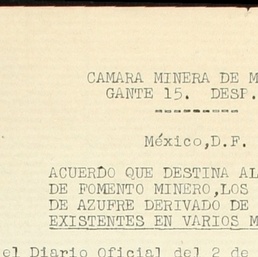 CAMARA MINERA DE M
GANTE 15. DESP.
México,D.F.
ACUERDO QUE DESTINA AL
DE FOMENTO MINERO,LOS
DE AZUFRE DERIVADO DE
EXISTENTES EN VARIOS M
el Diario Oficial del 2 de